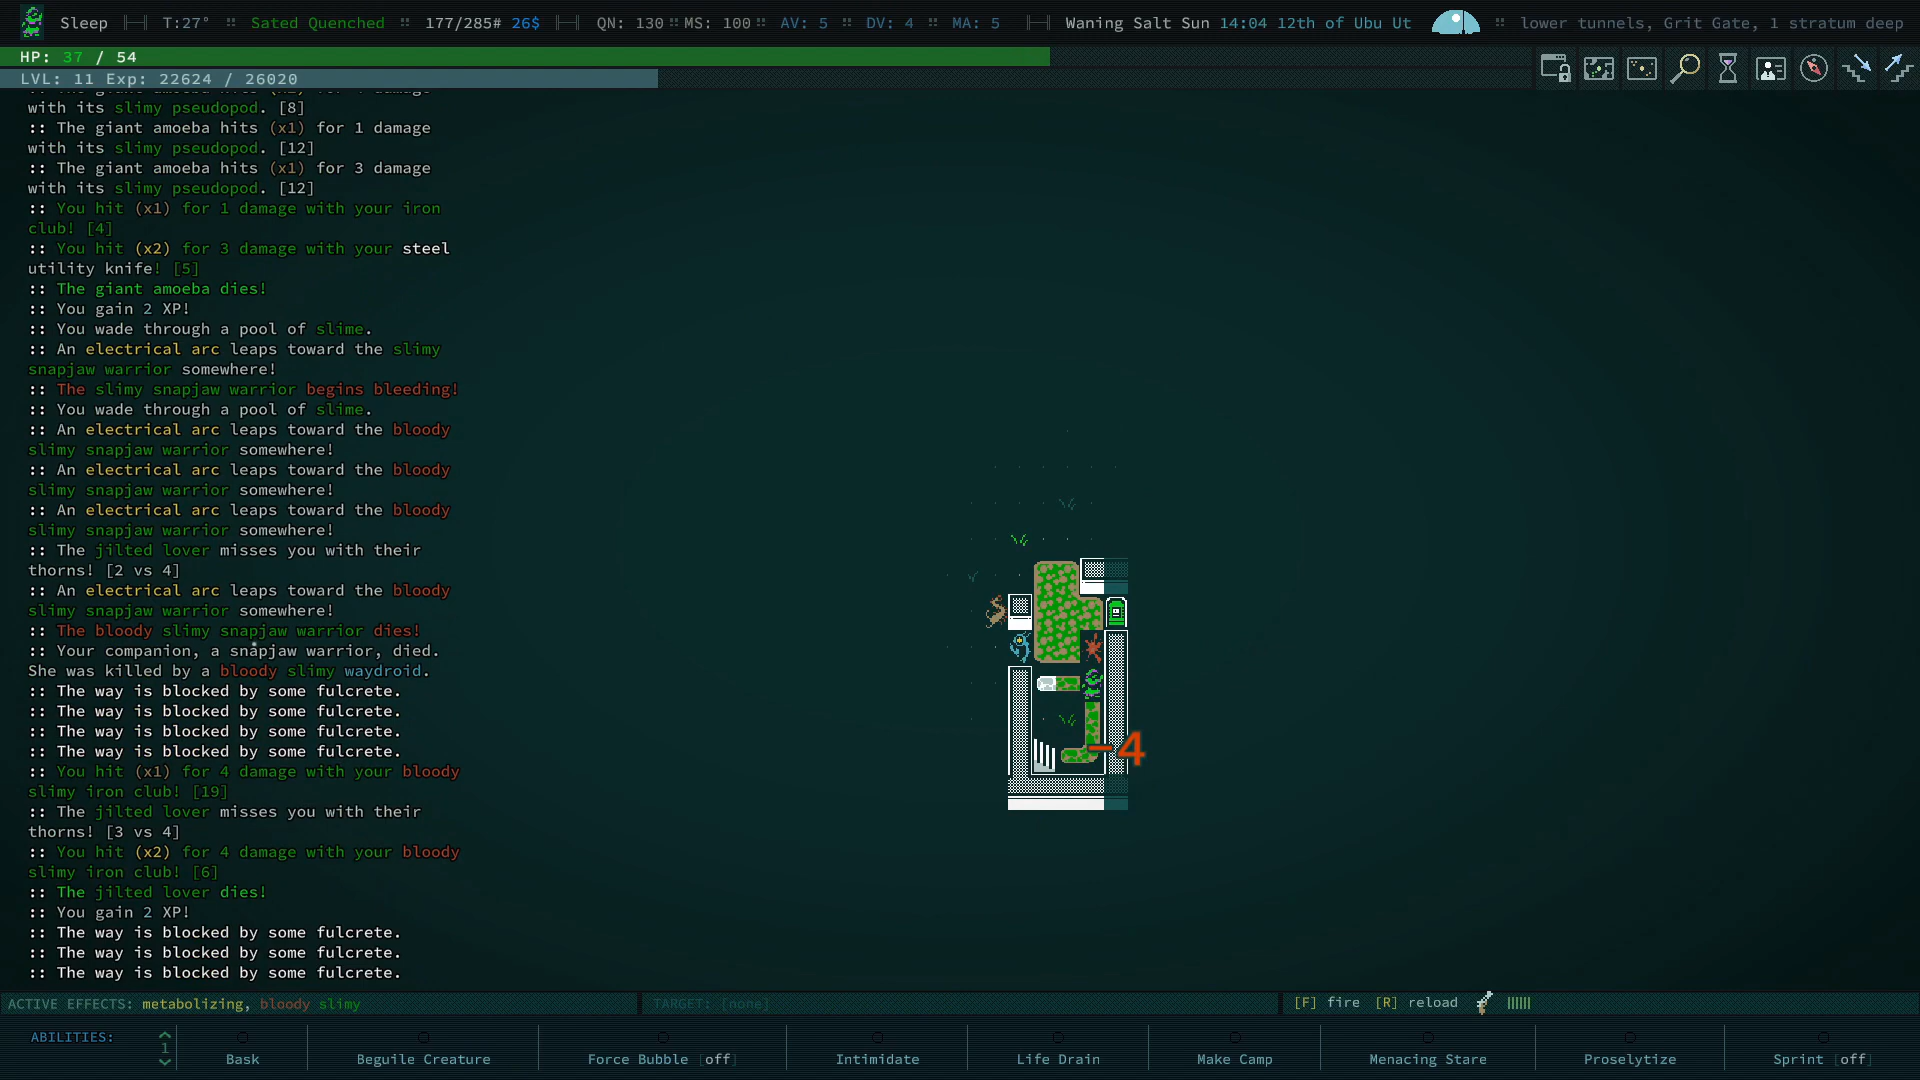 Sleep T:27° Sated Quenched 177/285# 26$ QN: 130 MS: 100 AV: 5 DV: 4 MA: 5 Waning Salt Sun 14:04 12th of Ubu Ut lower tunnels, Grit Gate, 1 stratum deep
HP: 37 / 54
LVL: 11 Exp: 22624 / 26020
with its slimy pseudopod. [8]
:: The giant amoeba hits (x1) for 1 damage
with its slimy pseudopod. [12]
:: The giant amoeba hits (x1) for 3 damage
with its slimy pseudopod. [12]
:: You hit (x1) for 1 damage with your iron
club! [4]
:: You hit (x2) for 3 damage with your steel
utility knife! [5]
:: The giant amoeba dies!
:: You gain 2 XP!
:: You wade through a pool of slime.
:: An electrical arc leaps toward the slimy
snapjaw warrior somewhere!
:: The slimy snapjaw warrior begins bleeding!
:: You wade through a pool of slime.
:: An electrical arc leaps toward the bloody
slimy snapjaw warrior somewhere!
:: An electrical arc leaps toward the bloody
slimy snapjaw warrior somewhere!
:: An electrical arc leaps toward the bloody
slimy snapjaw warrior somewhere!
:: The jilted lover misses you with their
thorns! [2 vs 4]
:: An electrical arc leaps toward the bloody
slimy snapjaw warrior somewhere!
:: The bloody slimy snapjaw warrior dies!
:: Your companion, a snapjaw warrior, died.
She was killed by a bloody slimy waydroid.
:: The way is blocked by some fulcrete.
:: The way is blocked by some fulcrete.
:: The way is blocked by some fulcrete.
:: The way is blocked by some fulcrete.
:: You hit (x1) for 4 damage with your bloody
slimy iron club! [19]
:: The jilted lover misses you with their
thorns! [3 vs 4]
:: You hit (x2) for 4 damage with your bloody
slimy iron club! [6]
:: The jilted lover dies!
:: You gain 2 XP!
:: The way is blocked by some fulcrete.
:: The way is blocked by some fulcrete.
:: The way is blocked by some fulcrete.
-4
ACTIVE EFFECTS: metabolizing, bloody slimy
TARGET: [none]
[F] fire [R] reload
ABILITIES: 1
Bask
Beguile Creature
Force Bubble [off]
Intimidate
Life Drain
Make Camp
Menacing Stare
Proselytize
Sprint [off]